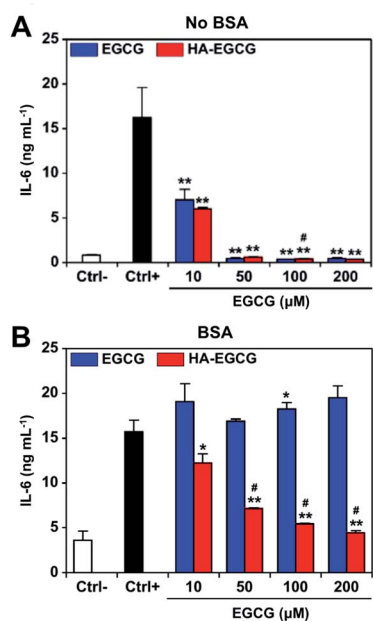 A
No BSA
EGCG HA-EGCG
IL-6 (ng mL-1)
25
20
15
10
5
0
** ** ** ** ** # ** ** **
Ctrl- Ctrl+ 10 50 100 200
EGCG (µM)
B
BSA
EGCG HA-EGCG
IL-6 (ng mL-1)
25
20
15
10
5
0
* # ** * # ** # **
Ctrl- Ctrl+ 10 50 100 200
EGCG (µM)